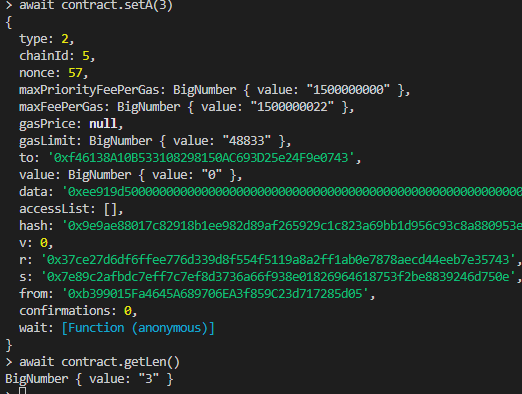 > await contract.setA(3)
{
  type: 2,
  chainId: 5,
  nonce: 57,
  maxPriorityFeePerGas: BigNumber { value: "1500000000" },
  maxFeePerGas: BigNumber { value: "1500000022" },
  gasPrice: null,
  gasLimit: BigNumber { value: "48833" },
  to: '0xf46138A10B533108298150AC693D25e24F9e0743',
  value: BigNumber { value: "0" },
  data: '0xee919d5000000000000000000000000000000000000000000000000000000
  accessList: [],
  hash: '0x9e9ae88017c82918b1ee982d89af265929c1c823a69bb1d956c93c8a880953e
  v: 0,
  r: '0x37ce27d6df6ffee776d339d8f554f5119a8a2ff1ab0e7878aecd44eeb7e35743',
  s: '0x7e89c2afbdc7eff7c7ef8d3736a66f938e01826964618753f2be8839246d750e',
  from: '0xb399015Fa4645A689706EA3f859C23d717285d05',
  confirmations: 0,
  wait: [Function (anonymous)]
}
> await contract.getLen()
BigNumber { value: "3" }
>